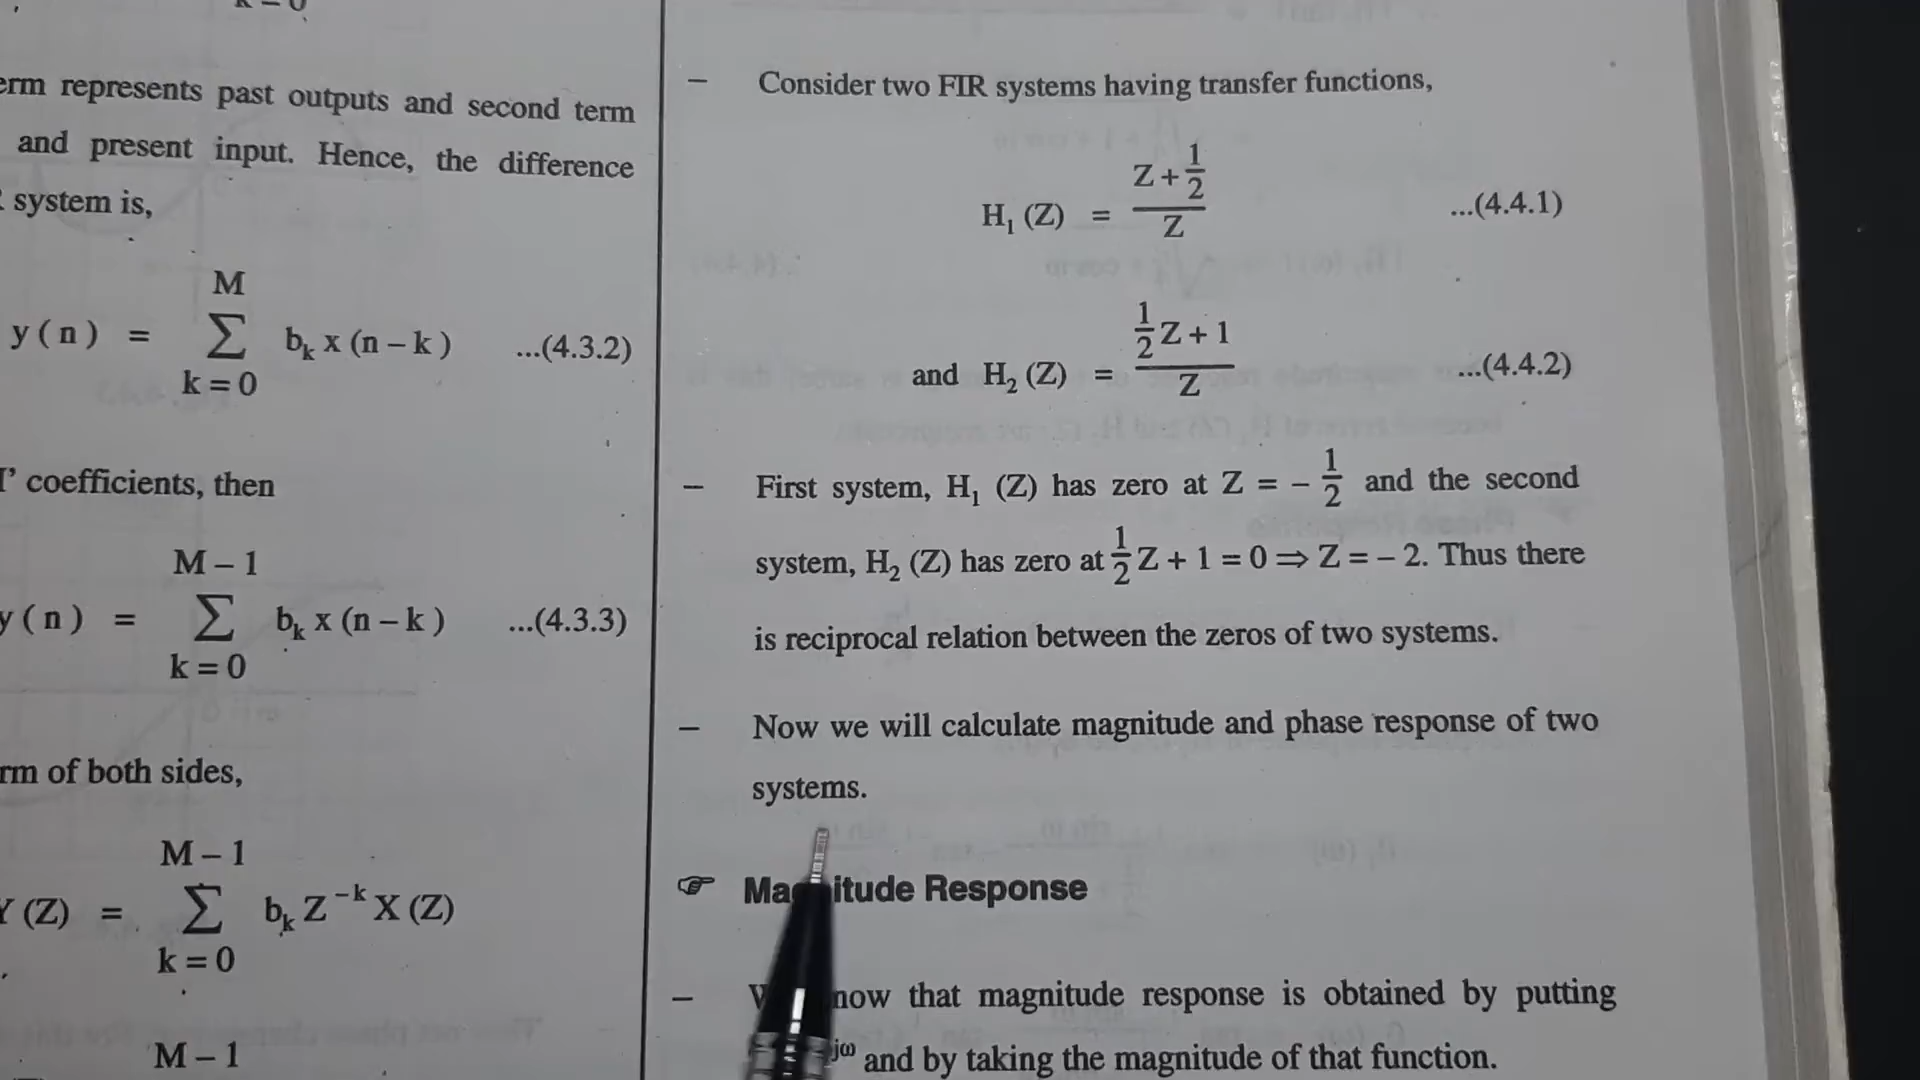 k = 0
erm represents past outputs and second term
and present input. Hence, the difference
system is,
M
y ( n ) = Σ b_k x (n – k ) ...(4.3.2)
k = 0
coefficients, then
M – 1
y ( n ) = Σ b_k x (n – k ) ...(4.3.3)
k = 0
rm of both sides,
M – 1
Y (Z) = Σ b_k Z^–k X (Z)
k = 0
M – 1
– Consider two FIR systems having transfer functions,
H₁ (Z) = (Z + 1/2) / Z ...(4.4.1)
and H₂ (Z) = (1/2 Z + 1) / Z ...(4.4.2)
– First system, H₁ (Z) has zero at Z = – 1/2 and the second
system, H₂ (Z) has zero at 1/2 Z + 1 = 0 ⇒ Z = – 2. Thus there
is reciprocal relation between the zeros of two systems.
– Now we will calculate magnitude and phase response of two
systems.
☞ Magnitude Response
– now that magnitude response is obtained by putting
jω and by taking the magnitude of that function.